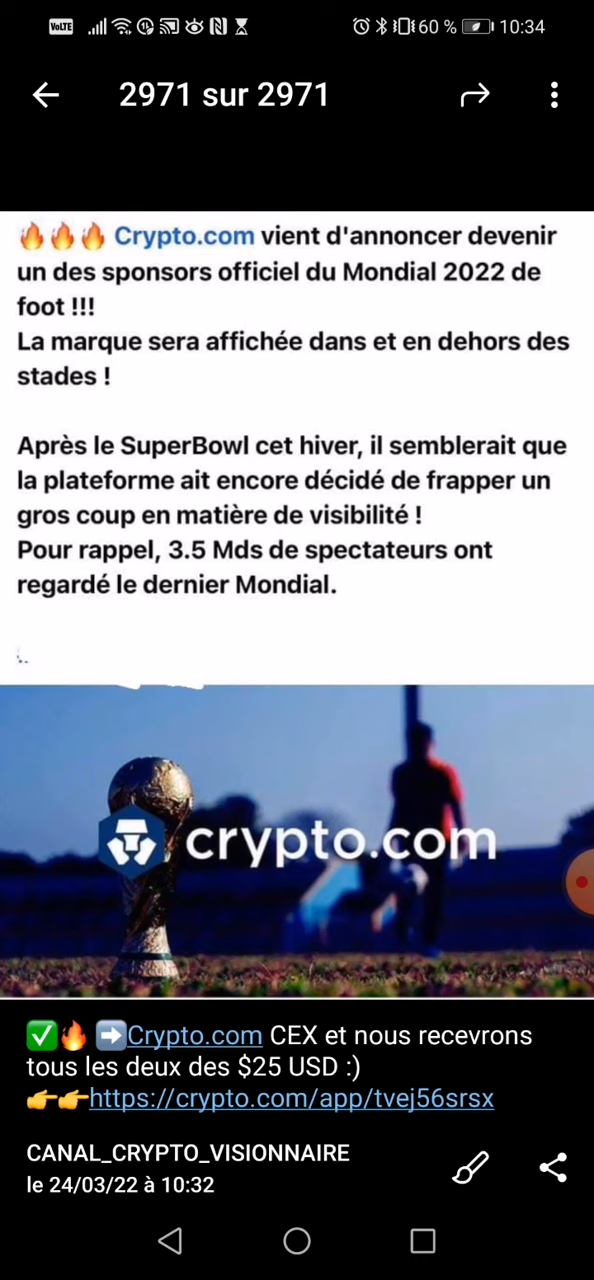 VoLTE 60 % 10:34
2971 sur 2971
🔥🔥🔥 Crypto.com vient d'annoncer devenir
un des sponsors officiel du Mondial 2022 de
foot !!!
La marque sera affichée dans et en dehors des
stades !
Après le SuperBowl cet hiver, il semblerait que
la plateforme ait encore décidé de frapper un
gros coup en matière de visibilité !
Pour rappel, 3.5 Mds de spectateurs ont
regardé le dernier Mondial.
crypto.com
✅🔥 ➡️Crypto.com CEX et nous recevrons
tous les deux des $25 USD :)
👉👉https://crypto.com/app/tvej56srsx
CANAL_CRYPTO_VISIONNAIRE
le 24/03/22 à 10:32